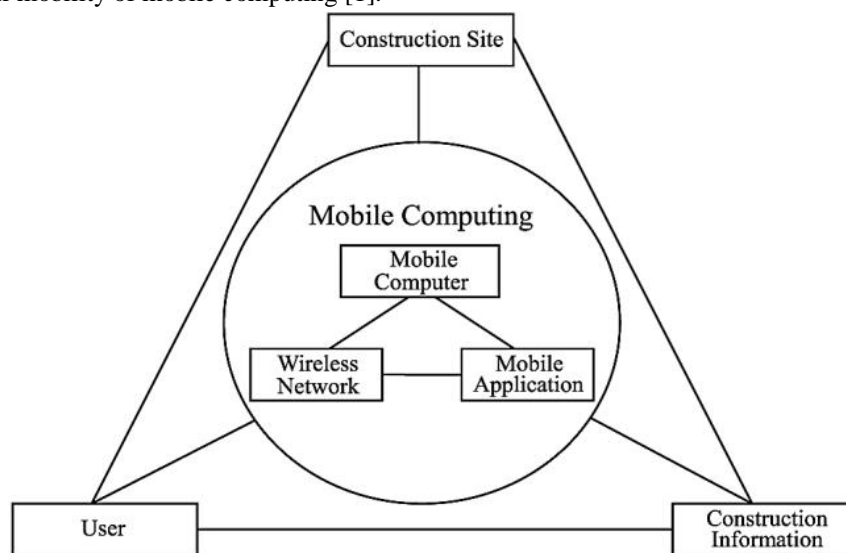 mobility of mobile computing [1].
Construction Site
Mobile Computing
Mobile
Computer
Wireless
Network
Mobile
Application
User
Construction
Information